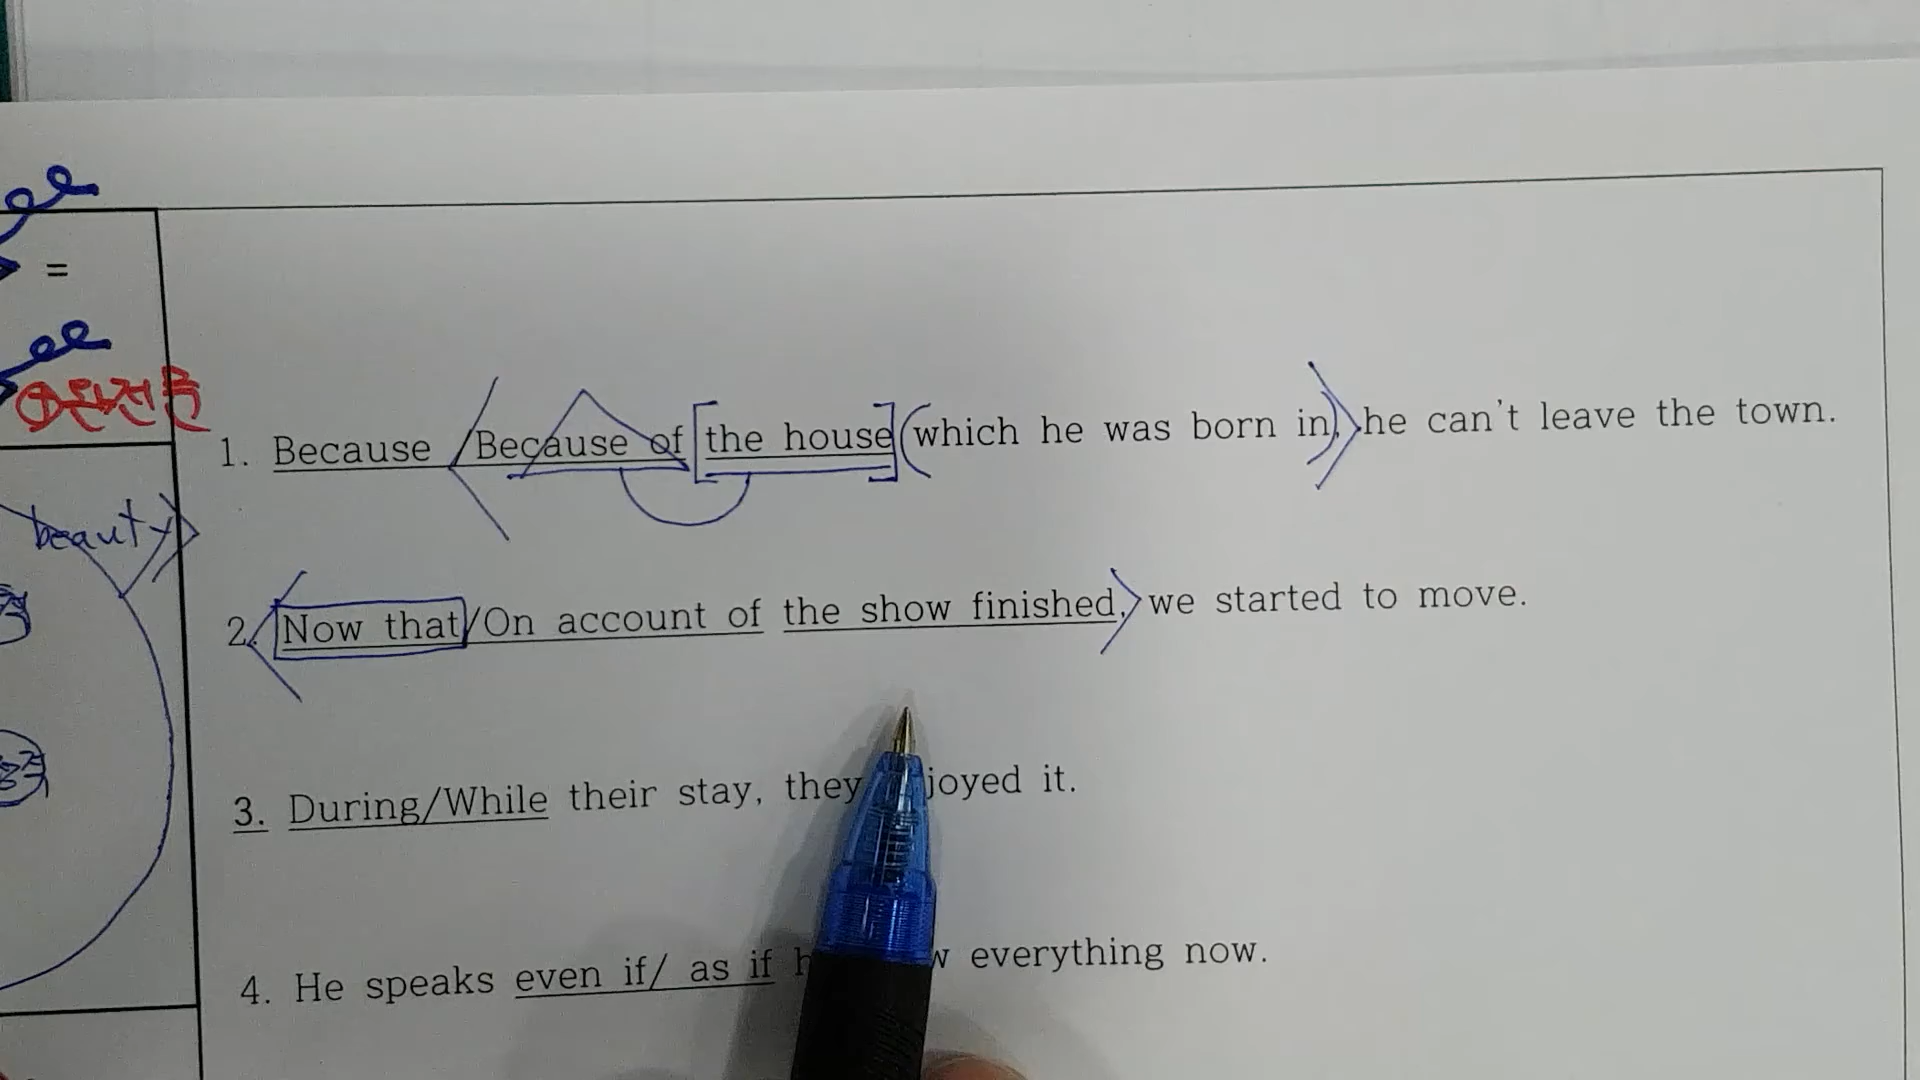 =
완전
beauty
1. Because /Because of the house which he was born in, he can't leave the town.
2. Now that/On account of the show finished, we started to move.
3. During/While their stay, they joyed it.
4. He speaks even if/ as if everything now.